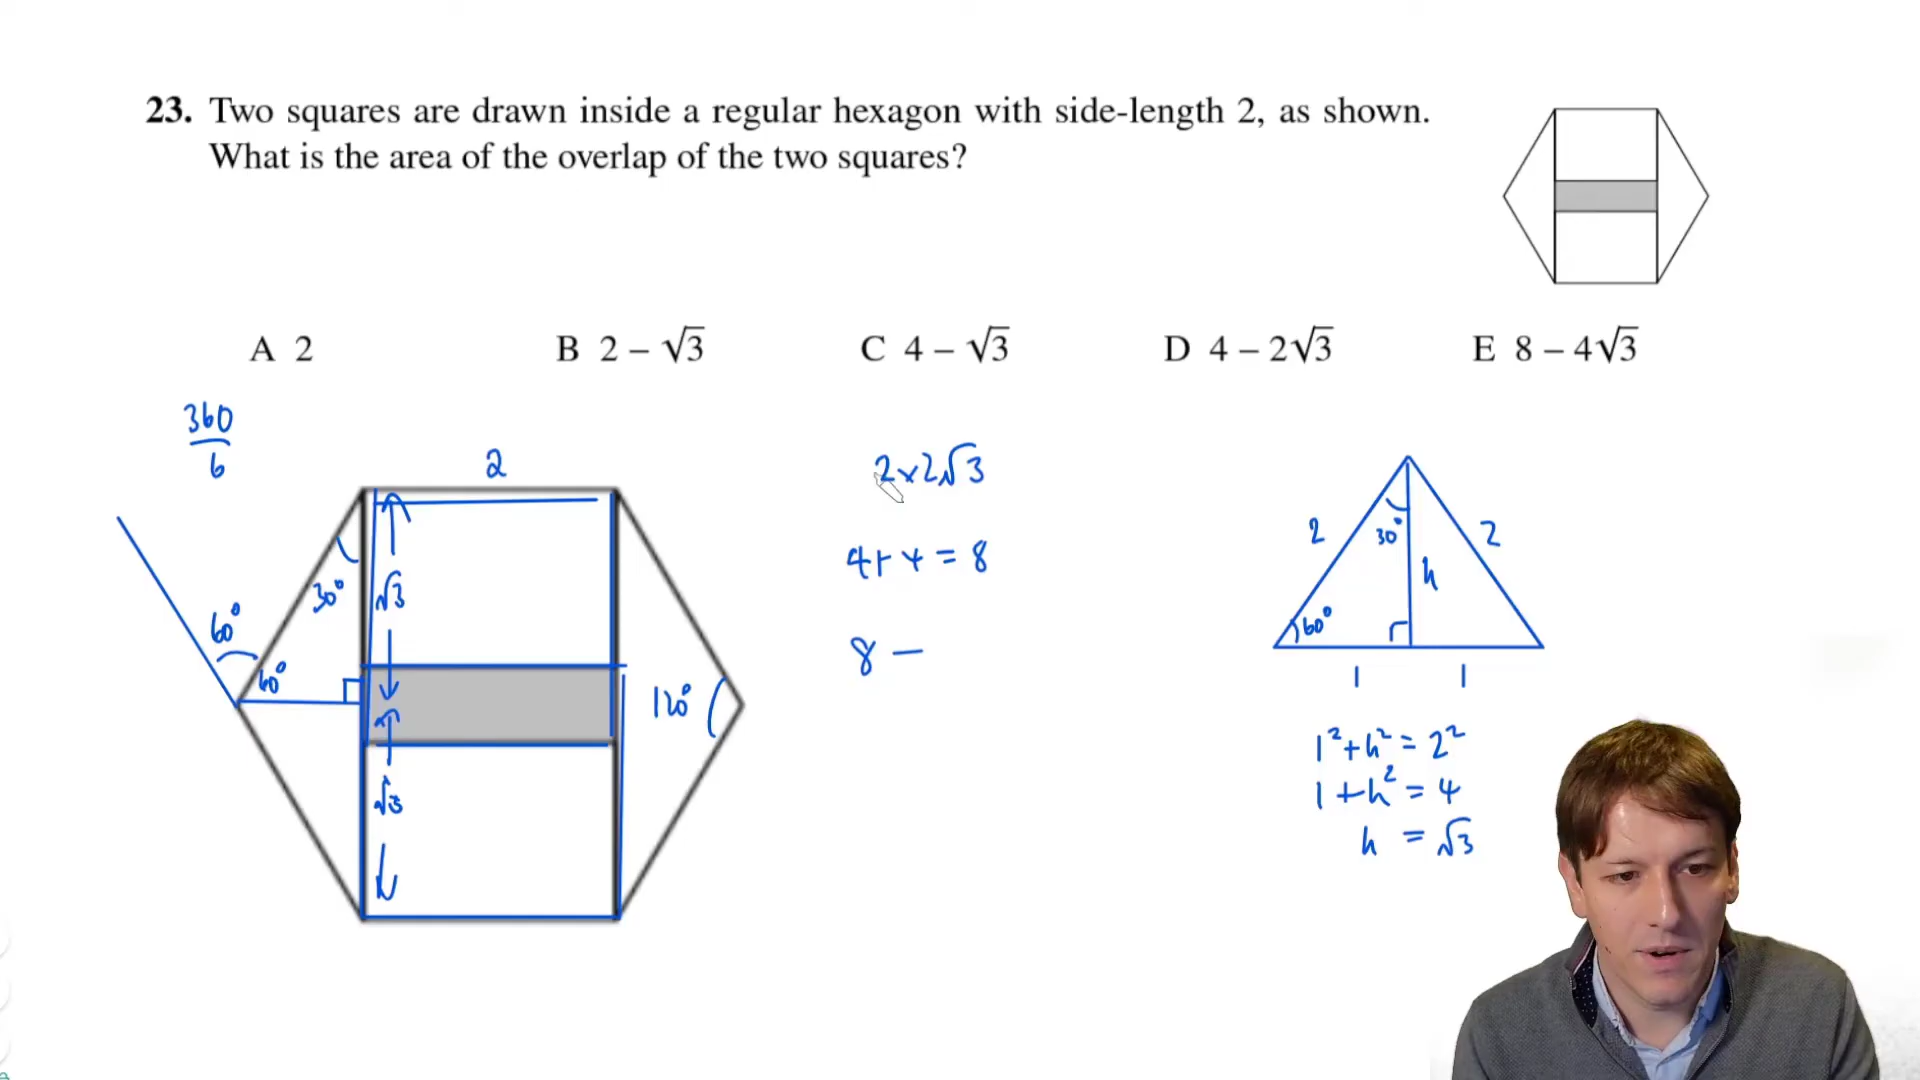 23. Two squares are drawn inside a regular hexagon with side-length 2, as shown.
What is the area of the overlap of the two squares?
A 2 B 2 – √3 C 4 – √3 D 4 – 2√3 E 8 – 4√3
360
6
2
60°
60°
30°
√3
√3
120°
2×2√3
4+4 = 8
8 –
2
30°
2
h
60°
1
1
1²+h² = 2²
1+h² = 4
h = √3